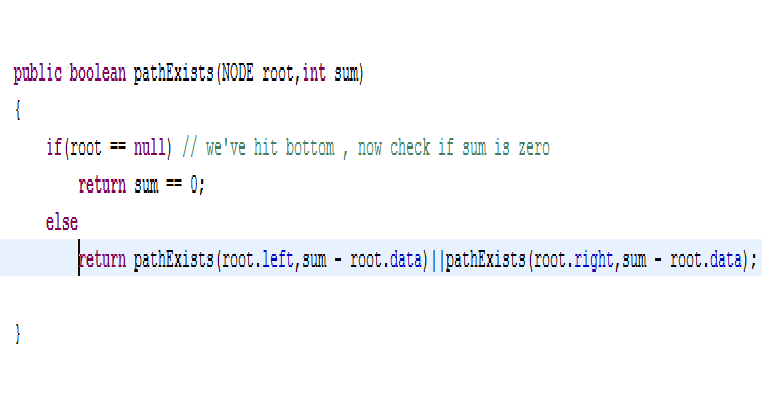 public boolean pathExists(NODE root,int sum)
{
if(root == null) // we've hit bottom , now check if sum is zero
return sum == 0;
else
return pathExists(root.left,sum - root.data)||pathExists(root.right,sum - root.data);
}